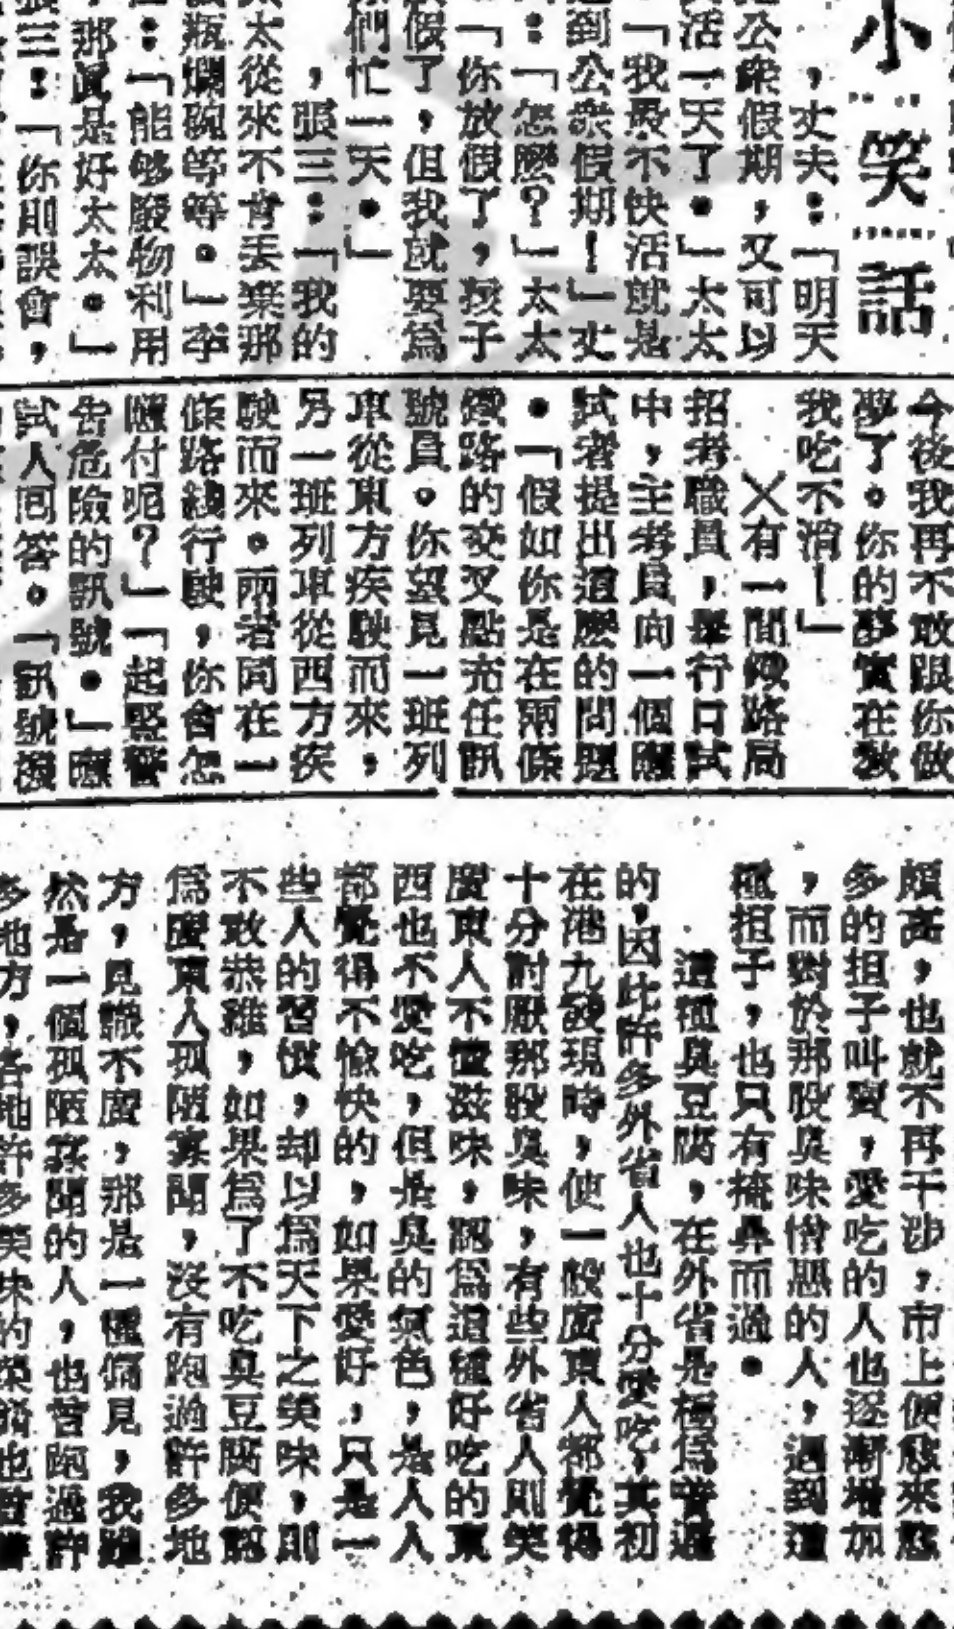 小笑話
，丈夫：「明天
公眾假期，又可以
活一天了。」太太
「我最不快活就是
到公眾假期！」丈
：「怎麽？」太太
「你放假了，孩子
假了，但我就要爲
們忙一天。」
，張三：「我的
太從來不肯丟棄那
瓶爛碗等等。」李
：「能够廢物利用
那眞是好太太。」
張三：「你則誤會，
今後我再不敢跟你做
夢了。你的夢實在教
我吃不消！」
╳有一間鐵路局
招考職員，舉行口試
中，主考員向一個應
試者提出這麽的問題
。「假如你是在兩條
鐵路的交叉點充任訊
號員。你望見一班列
車從東方疾駛而來，
另一班列車從西方疾
駛而來。兩者同在一
條路綫行駛，你會怎
應付呢？」「起豎警
告危險的訊號。」應
試人回答。「訊號後
頗高，也就不再干涉，市上便愈來愈
多的担子叫賣，愛吃的人也逐漸增加
，而對於那股臭味憎惡的人，遇到這
種担子，也只有掩鼻而過。
這種臭豆腐，在外省是極爲普遍
的，因此許多外省人也十分愛吃，其初
在港九發現時，使一般廣東人都覺得
十分討厭那股臭味，有些外省人則笑
廣東人不懂滋味，認爲這種好吃的東
西也不愛吃，但是臭的氣色，是人人
都覺得不愉快的，如果愛好，只是一
些人的習慣，却以爲天下之美味，則
不敢恭維，如果爲了不吃臭豆腐便認
爲廣東人孤陋寡聞，沒有跑過許多地
方，見識不廣，那是一種偏見，我雖
然是一個孤陋寡聞的人，也曾跑過許
多地方，各地許多美味的菜餚也曾